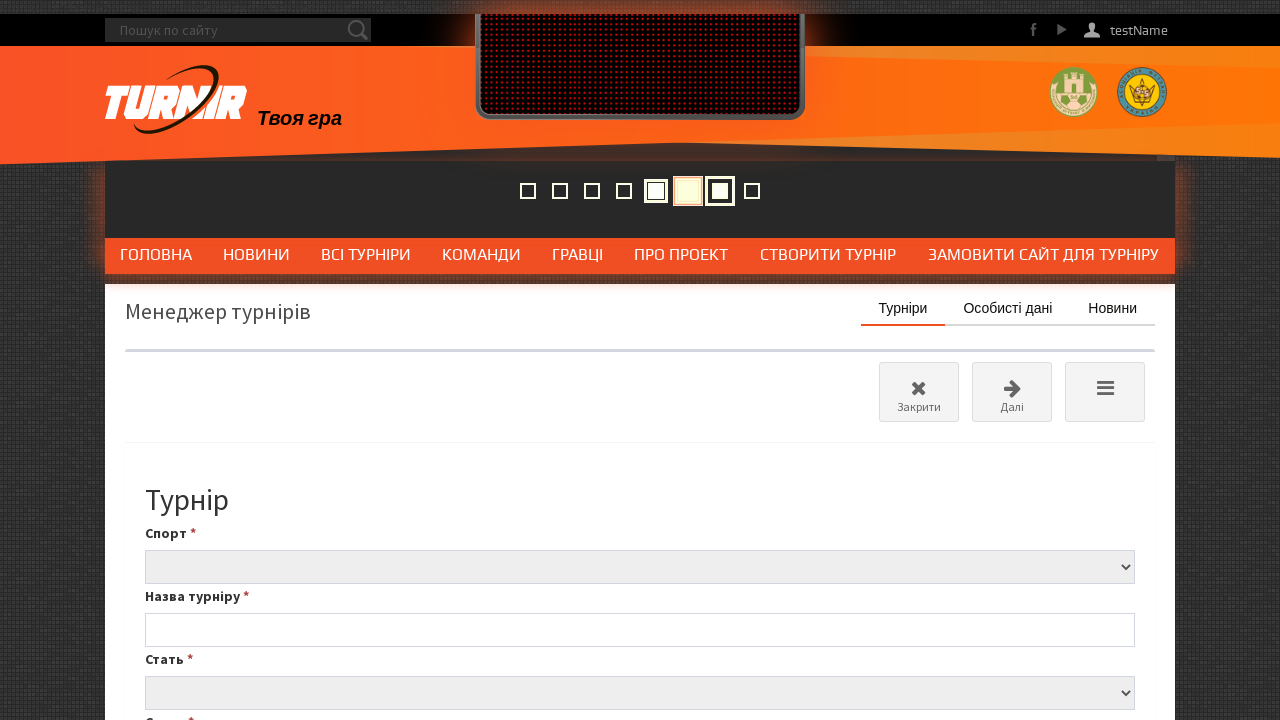 Пошук по сайту
testName
TURNIR
Твоя гра
ГОЛОВНА НОВИНИ ВСІ ТУРНІРИ КОМАНДИ ГРАВЦІ ПРО ПРОЕКТ СТВОРИТИ ТУРНІР ЗАМОВИТИ САЙТ ДЛЯ ТУРНІРУ
Менеджер турнірів
Турніри Особисті дані Новини
Закрити Далі
Турнір
Спорт *
Назва турніру *
Стать *